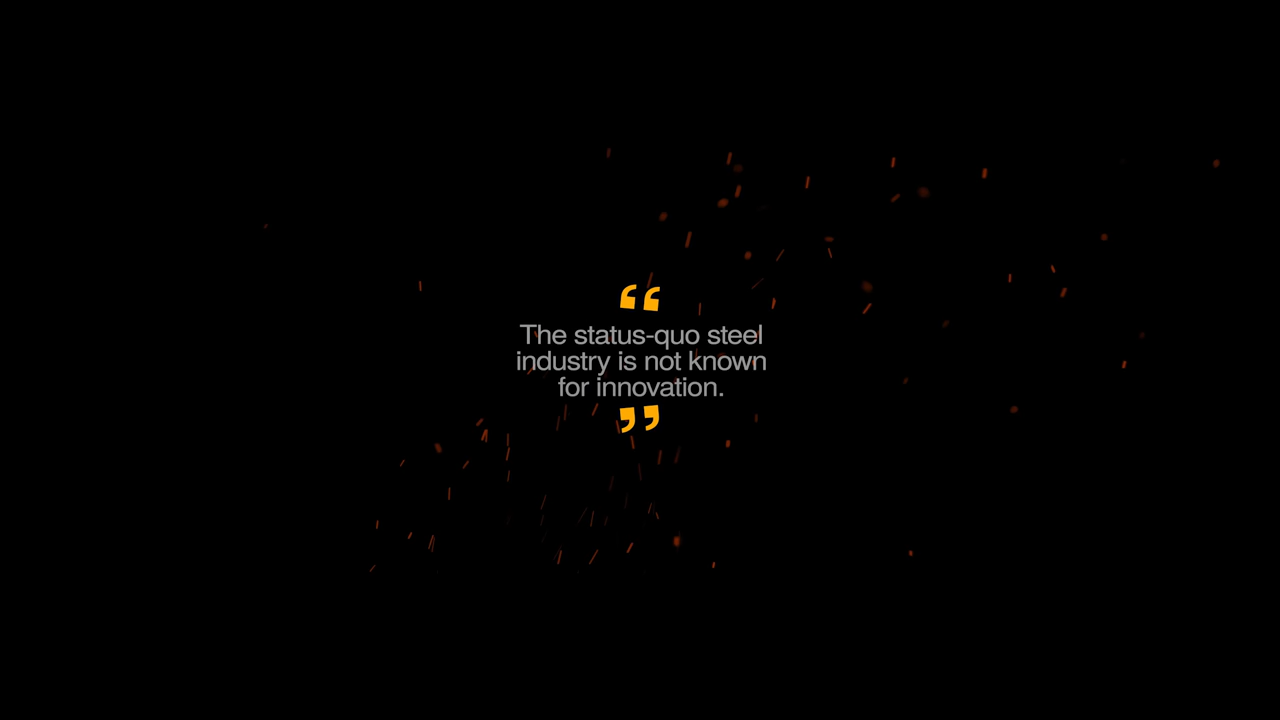 “
The status-quo steel
industry is not known
for innovation.
”